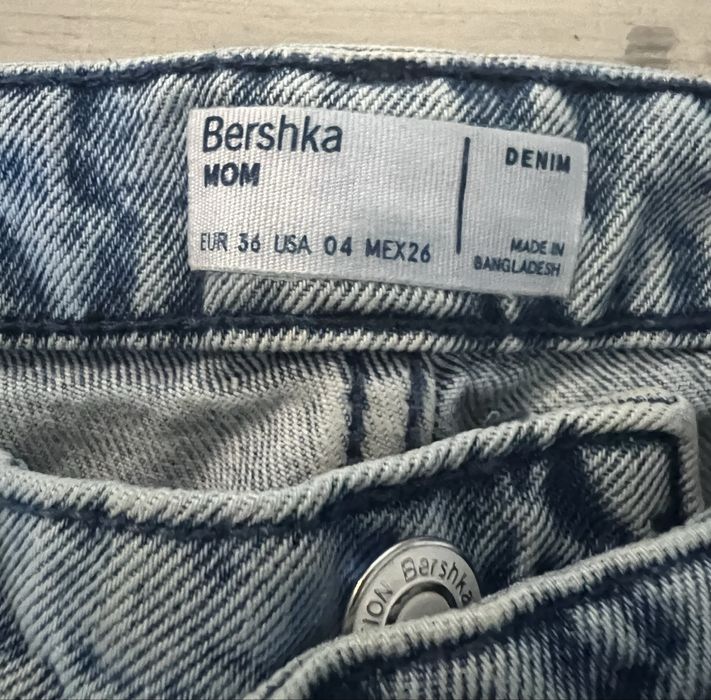 Bershka
MOM
EUR 36 USA 04 MEX26
DENIM
MADE IN
BANGLADESH
Bershka